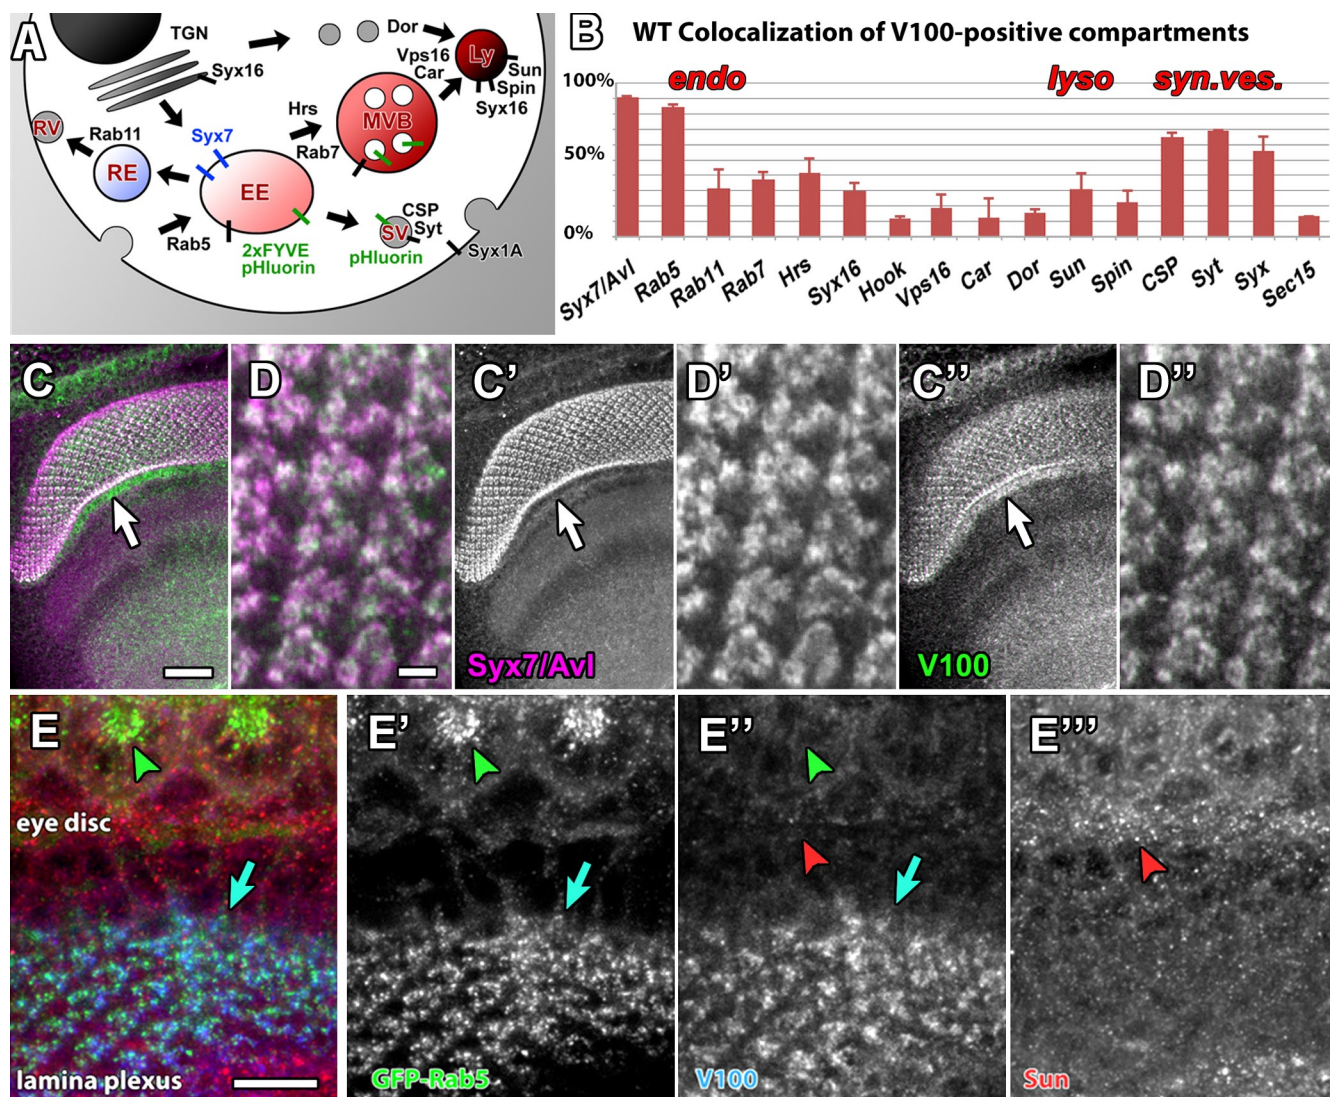 A
TGN
Dor
Vps16
Car
Ly
Sun
Spin
Syx16
Syx16
Hrs
MVB
RV
Rab11
Syx7
Rab7
RE
EE
CSP
Syt
SV
Rab5
2xFYVE
pHluorin
pHluorin
Syx1A
B
WT Colocalization of V100-positive compartments
100%
endo
lyso
syn.ves.
50%
0%
Syx7/Avl
Rab5
Rab11
Rab7
Hrs
Syx16
Hook
Vps16
Car
Dor
Sun
Spin
CSP
Syt
Syx
Sec15
C
D
C’
D’
C’’
D’’
Syx7/Avl
V100
E
E’
E’’
E’’’
eye disc
lamina plexus
GFP-Rab5
V100
Sun